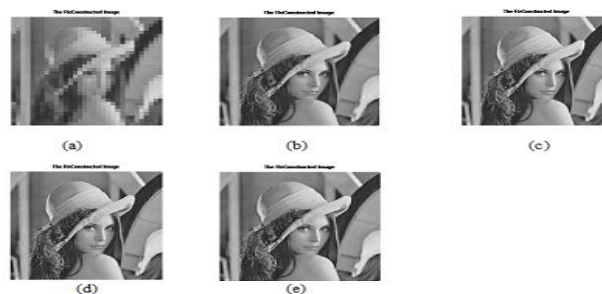 The ReConstructed Image
The ReConstructed Image
The ReConstructed Image
(a)
(b)
(c)
The ReConstructed Image
The ReConstructed Image
(d)
(e)